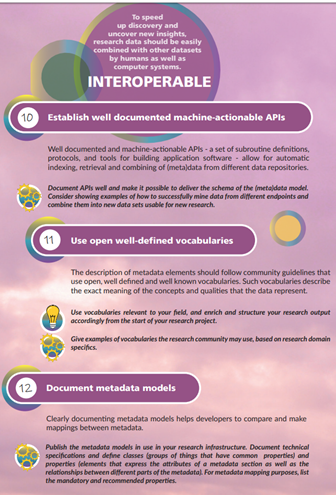 To speed
up discovery and
uncover new insights,
research data should be easily
combined with other datasets
by humans as well as
computer systems.
INTEROPERABLE
10 Establish well documented machine-actionable APIs
Well documented and machine-actionable APIs - a set of subroutine definitions,
protocols, and tools for building application software - allow for automatic
indexing, retrieval and combining of (meta)data from different data repositories.
Document APIs well and make it possible to deliver the schema of the (meta)data model.
Consider showing examples of how to successfully mine data from different endpoints and
combine them into new data sets usable for new research.
11 Use open well-defined vocabularies
The description of metadata elements should follow community guidelines that
use open, well defined and well known vocabularies. Such vocabularies describe
the exact meaning of the concepts and qualities that the data represent.
Use vocabularies relevant to your field, and enrich and structure your research output
accordingly from the start of your research project.
Give examples of vocabularies the research community may use, based on research domain
specifics.
12 Document metadata models
Clearly documenting metadata models helps developers to compare and make
mappings between metadata.
Publish the metadata models in use in your research infrastructure. Document technical
specifications and define classes (groups of things that have common properties) and
properties (elements that express the attributes of a metadata section as well as the
relationships between different parts of the metadata). For metadata mapping purposes, list
the mandatory and recommended properties.